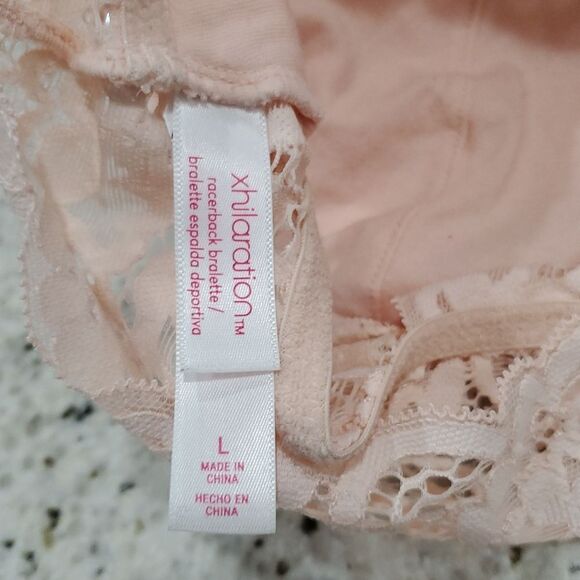 xhilaration™
racerback bralette /
bralette espalda deportiva
L
MADE IN
CHINA
HECHO EN
CHINA